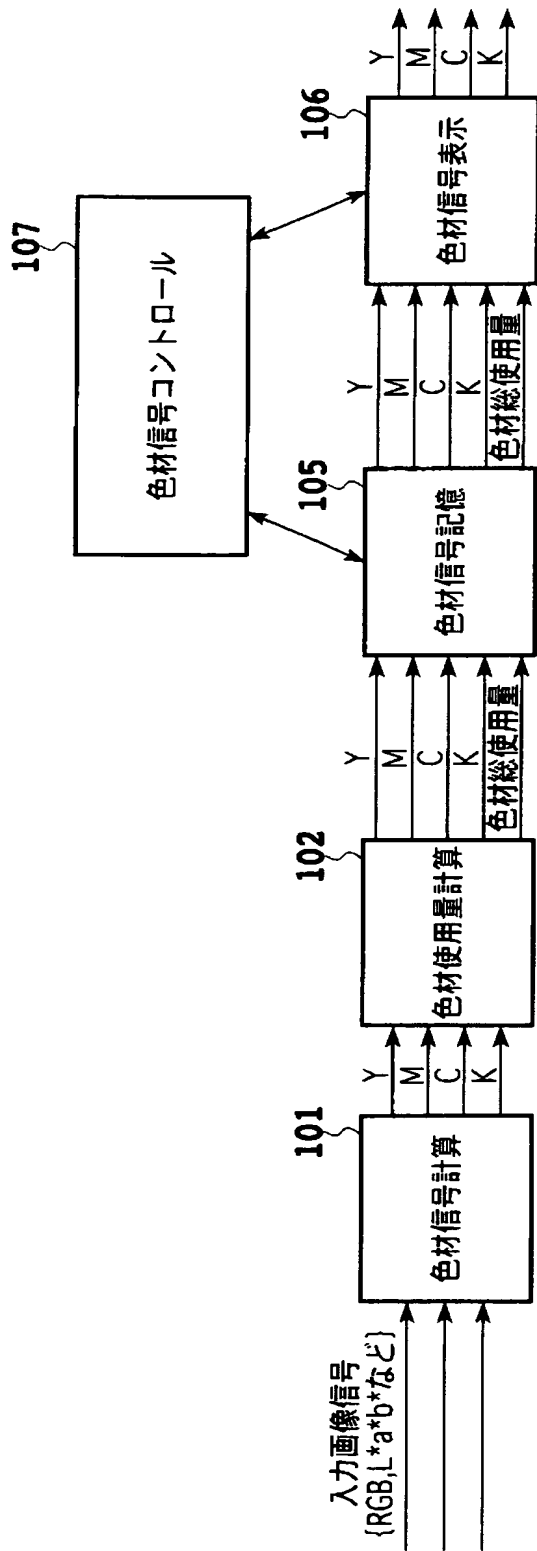 入力画像信号
{RGB,L*a*b*など}
101
色材信号計算
Y
M
C
K
102
色材使用量計算
Y
M
C
K
色材総使用量
105
色材信号記憶
Y
M
C
K
色材総使用量
106
色材信号表示
Y
M
C
K
107
色材信号コントロール